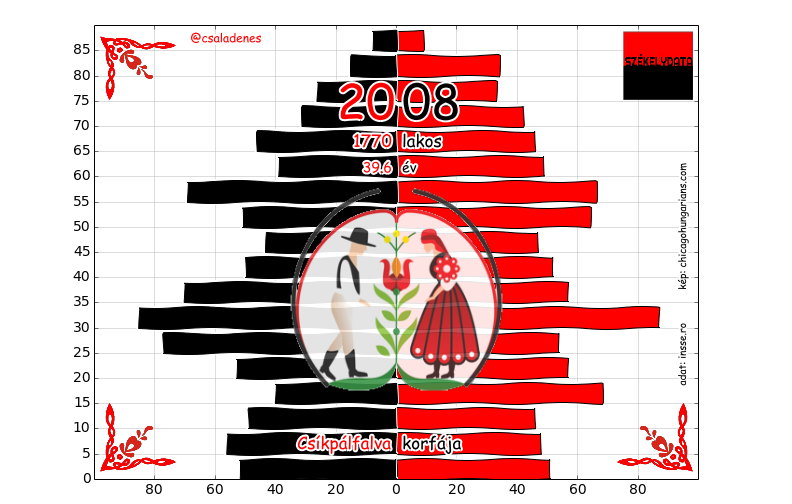 @csaladenes
SZÉKELYDATA
2008
1770 lakos
39.6 év
kép: chicagohungarians.com
adat: insse.ro
Csíkpálfalva korfája
85
80
75
70
65
60
55
50
45
40
35
30
25
20
15
10
5
0
80 60 40 20 0 20 40 60 80